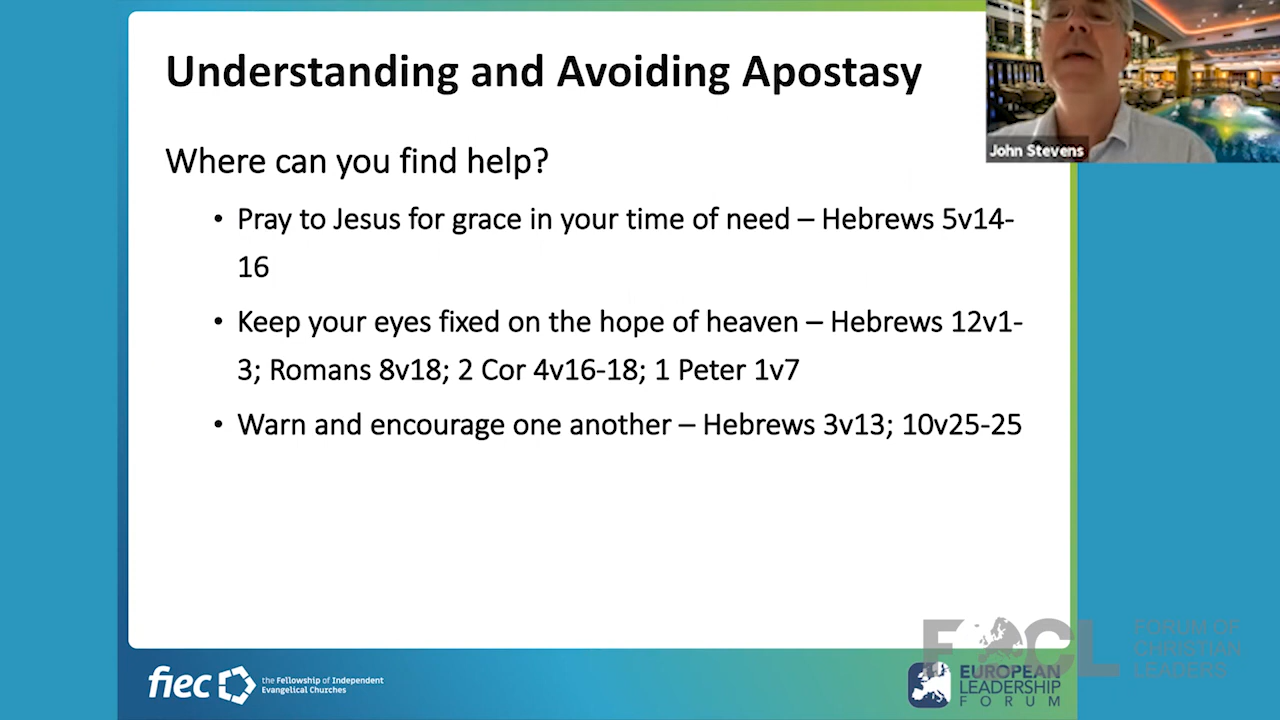 Understanding and Avoiding Apostasy
Where can you find help?
• Pray to Jesus for grace in your time of need – Hebrews 5v14-
16
• Keep your eyes fixed on the hope of heaven – Hebrews 12v1-
3; Romans 8v18; 2 Cor 4v16-18; 1 Peter 1v7
• Warn and encourage one another – Hebrews 3v13; 10v25-25
John Stevens
fiec
the Fellowship of Independent
Evangelical Churches
EUROPEAN
LEADERSHIP
FORUM
FOCL
FORUM OF
CHRISTIAN
LEADERS